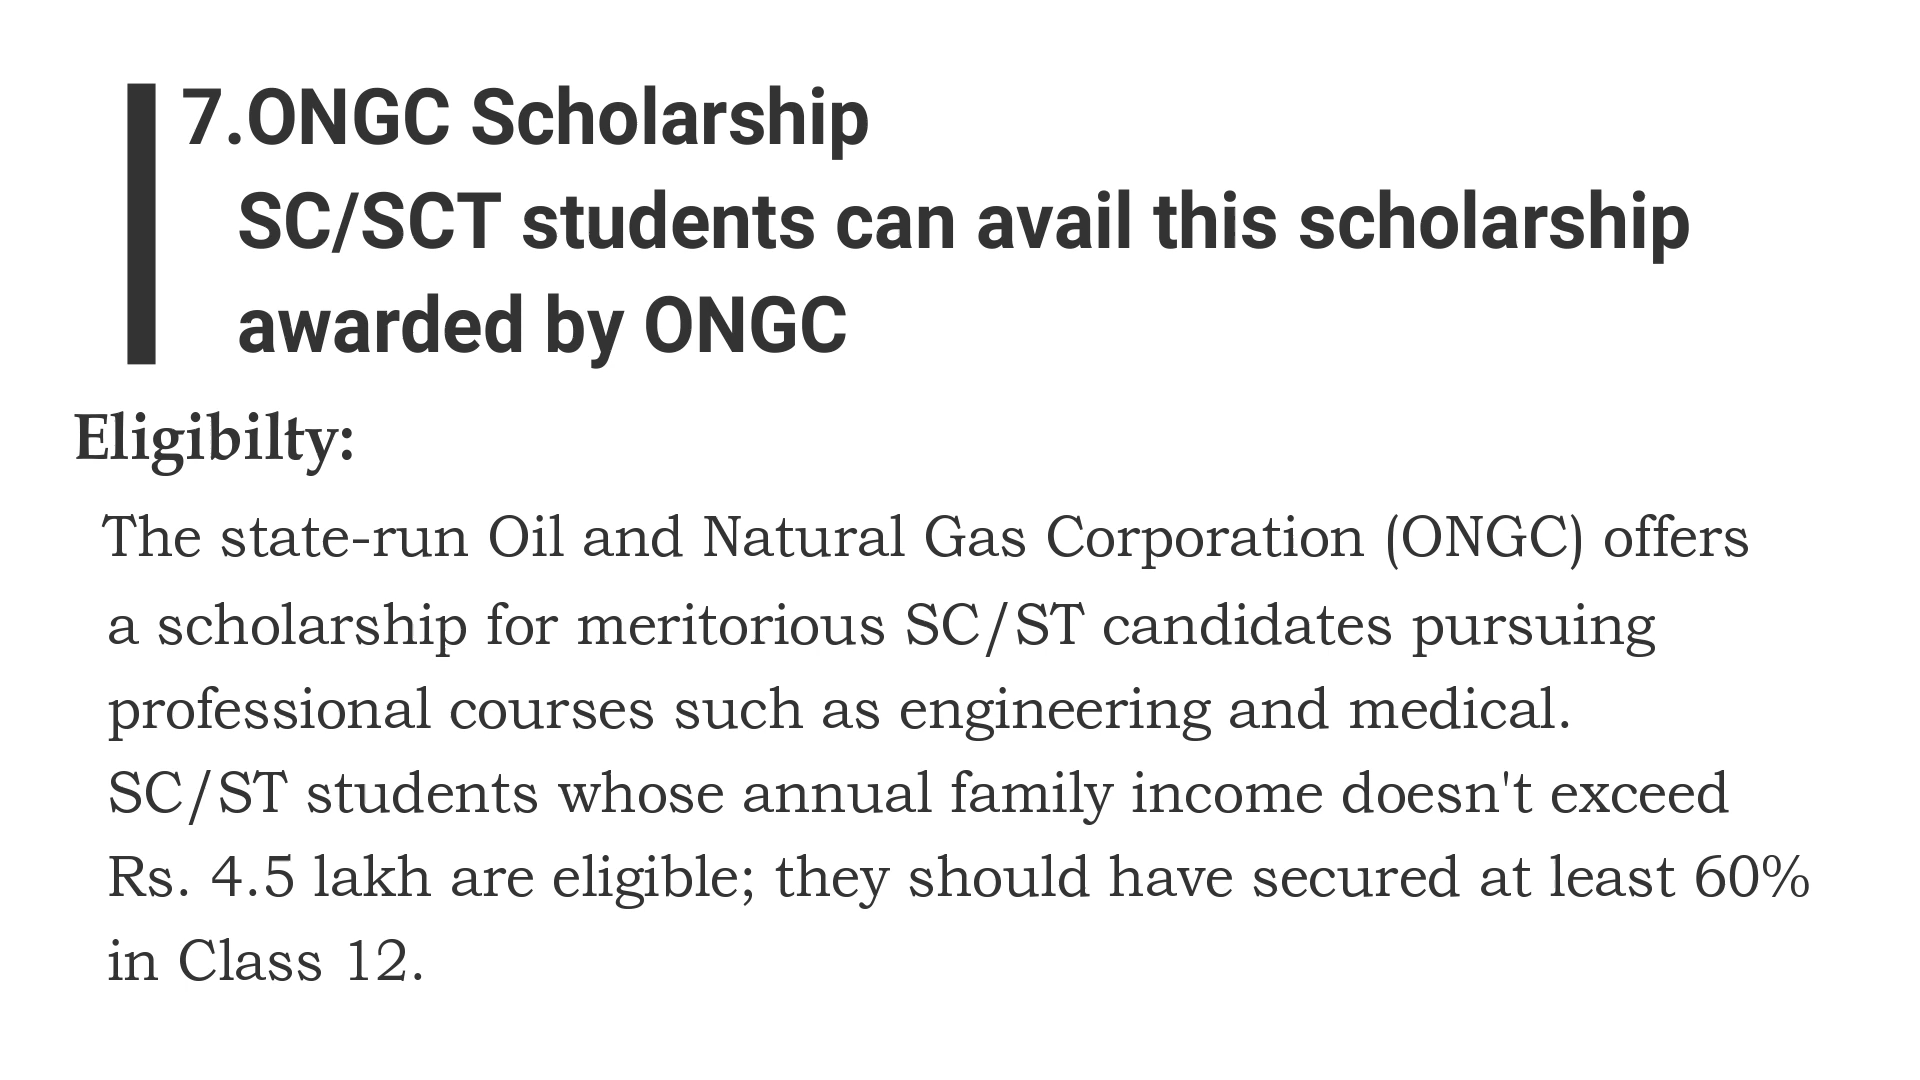 7.ONGC Scholarship
SC/SCT students can avail this scholarship
awarded by ONGC
Eligibilty:
The state-run Oil and Natural Gas Corporation (ONGC) offers
a scholarship for meritorious SC/ST candidates pursuing
professional courses such as engineering and medical.
SC/ST students whose annual family income doesn't exceed
Rs. 4.5 lakh are eligible; they should have secured at least 60%
in Class 12.